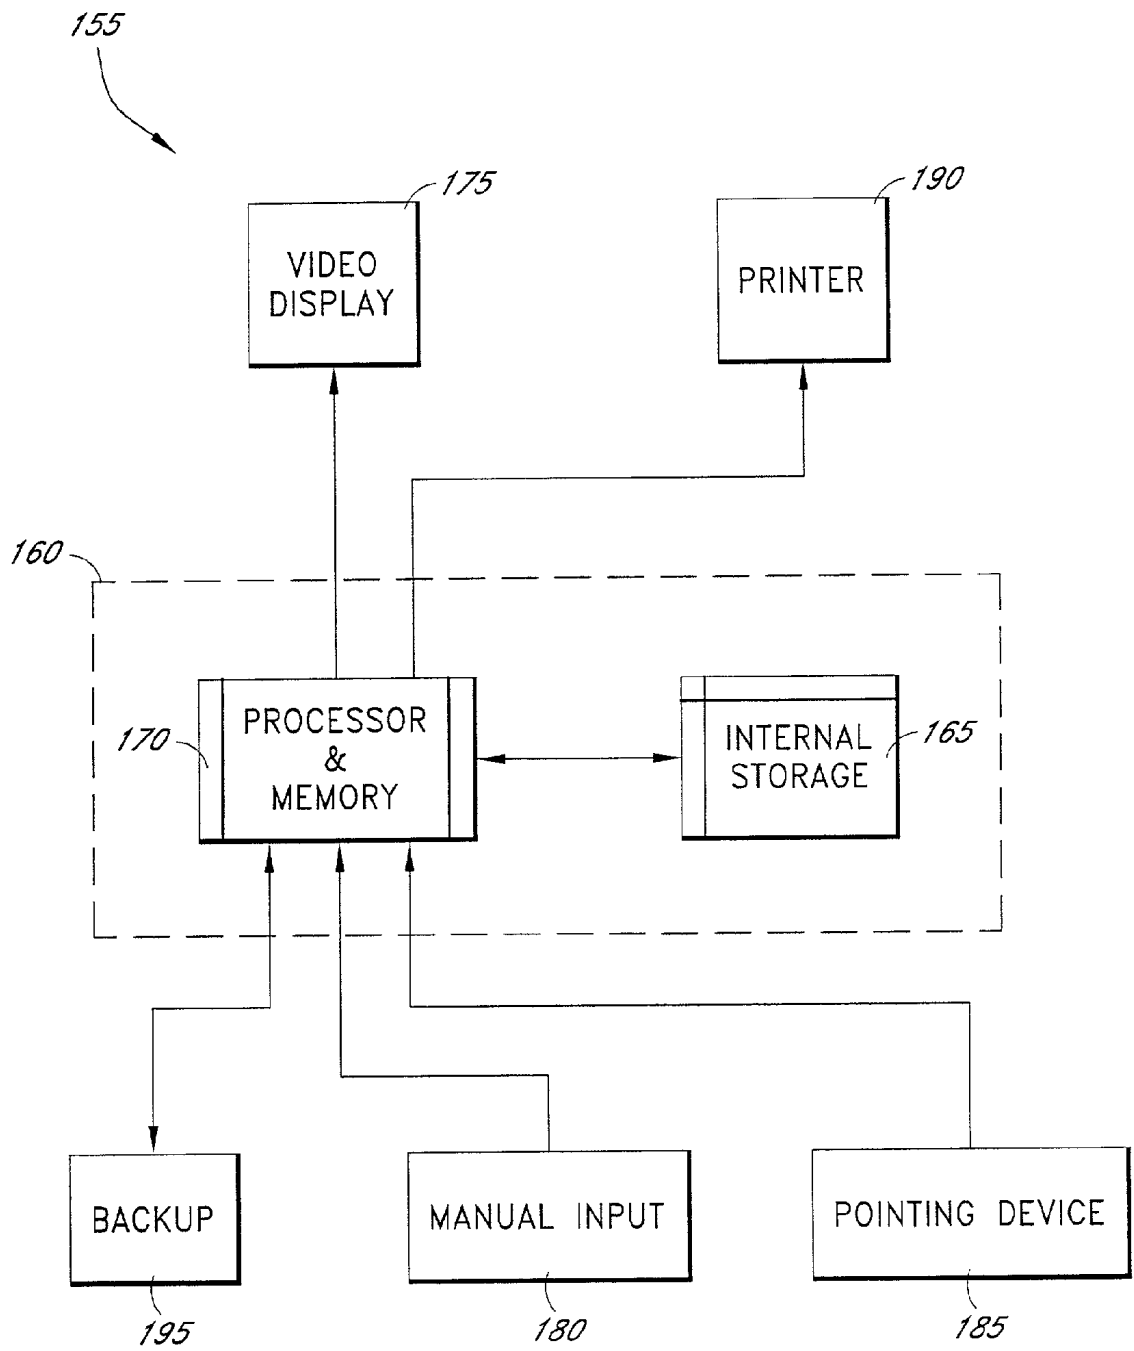 155
175
190
VIDEO
DISPLAY
PRINTER
160
PROCESSOR
&
MEMORY
170
INTERNAL
STORAGE
165
BACKUP
MANUAL INPUT
POINTING DEVICE
195
180
185